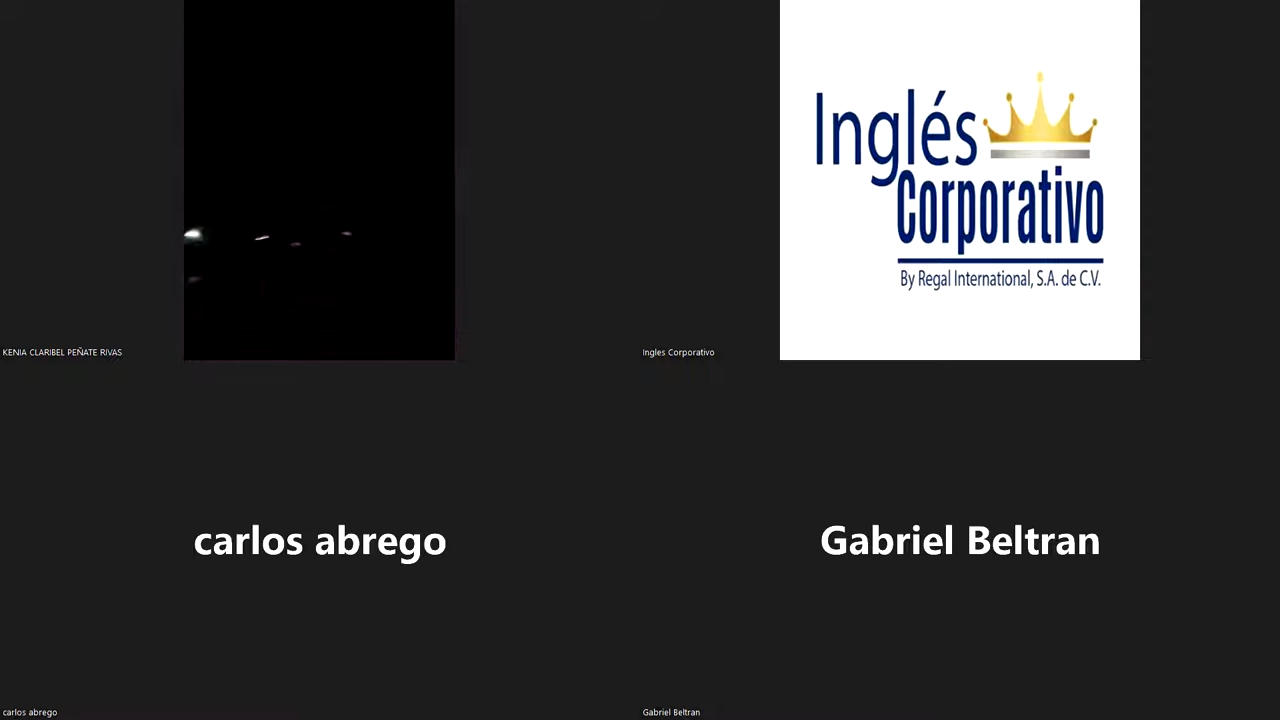 Inglés
Corporativo
By Regal International, S.A. de C.V.
KENIA CLARIBEL PEÑATE RIVAS
Ingles Corporativo
carlos abrego
Gabriel Beltran
carlos abrego
Gabriel Beltran